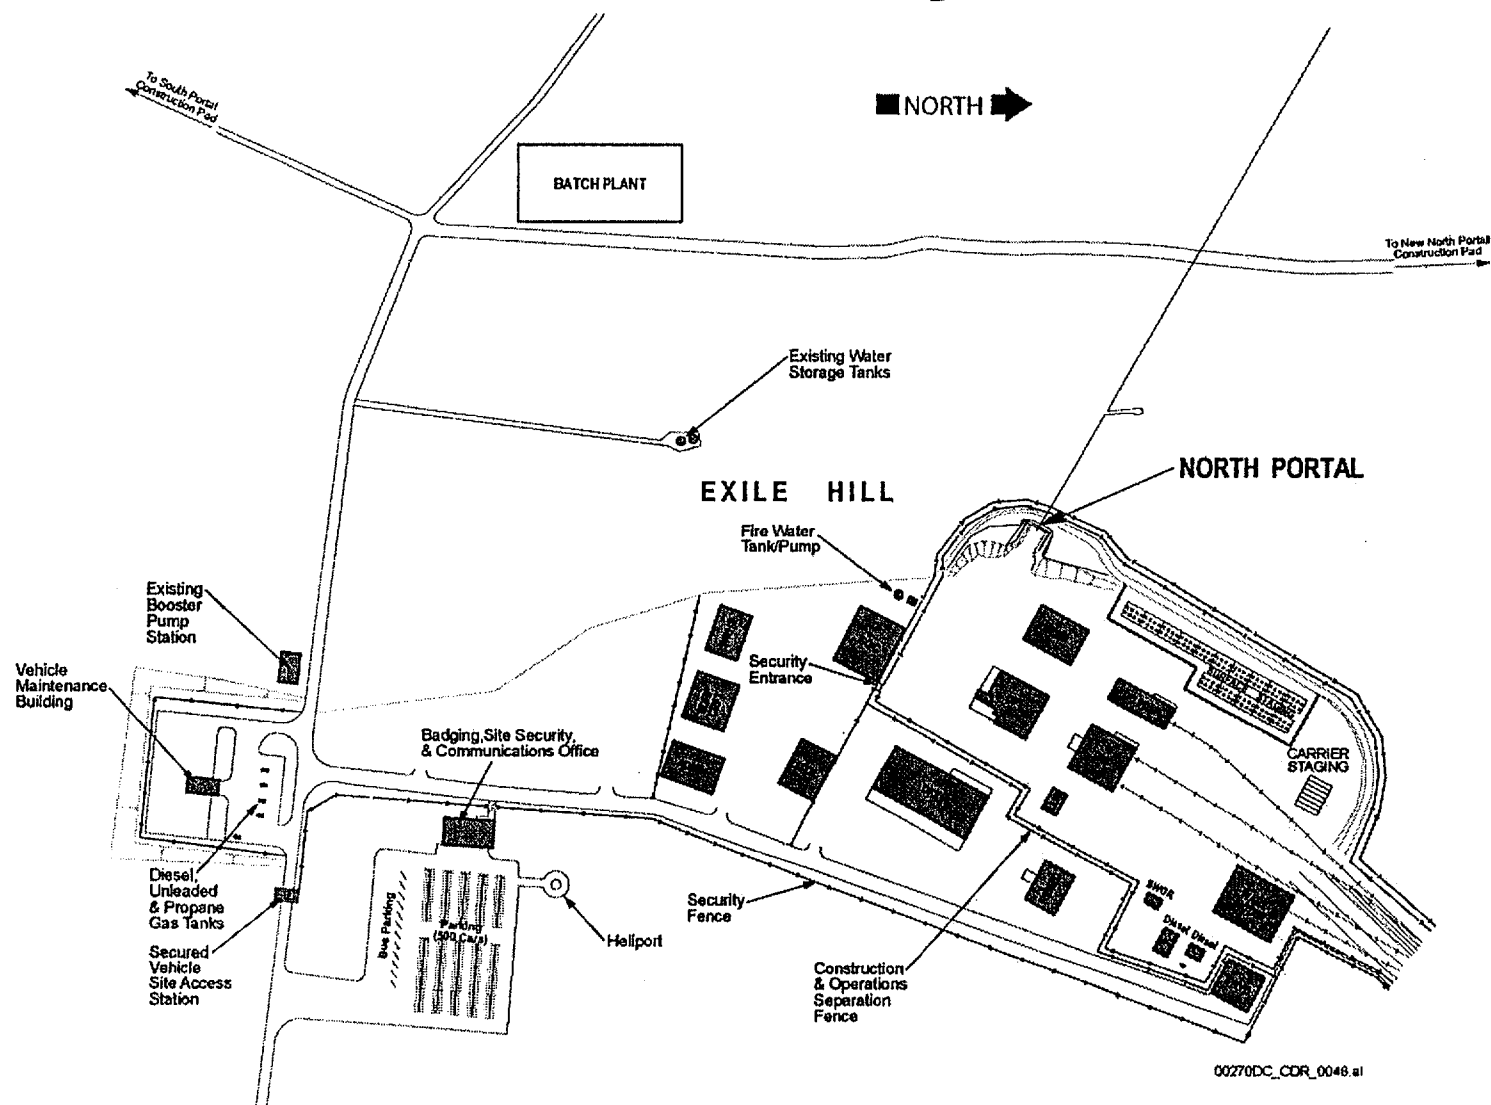 To South Portal
Construction Pad
NORTH
BATCH PLANT
To New North Portal
Construction Pad
Existing Water
Storage Tanks
NORTH PORTAL
EXILE HILL
Fire Water
Tank/Pump
Existing
Booster
Pump
Station
Security
Entrance
Vehicle
Maintenance
Building
Badging, Site Security,
& Communications Office
SURFACE STAGING
CARRIER
STAGING
Diesel,
Unleaded
& Propane
Gas Tanks
Bus Parking
Parking
(500 Cars)
Security
Fence
Heliport
Diesel Diesel
Secured
Vehicle
Site Access
Station
Construction
& Operations
Separation
Fence
00270DC_CDR_0046.ai